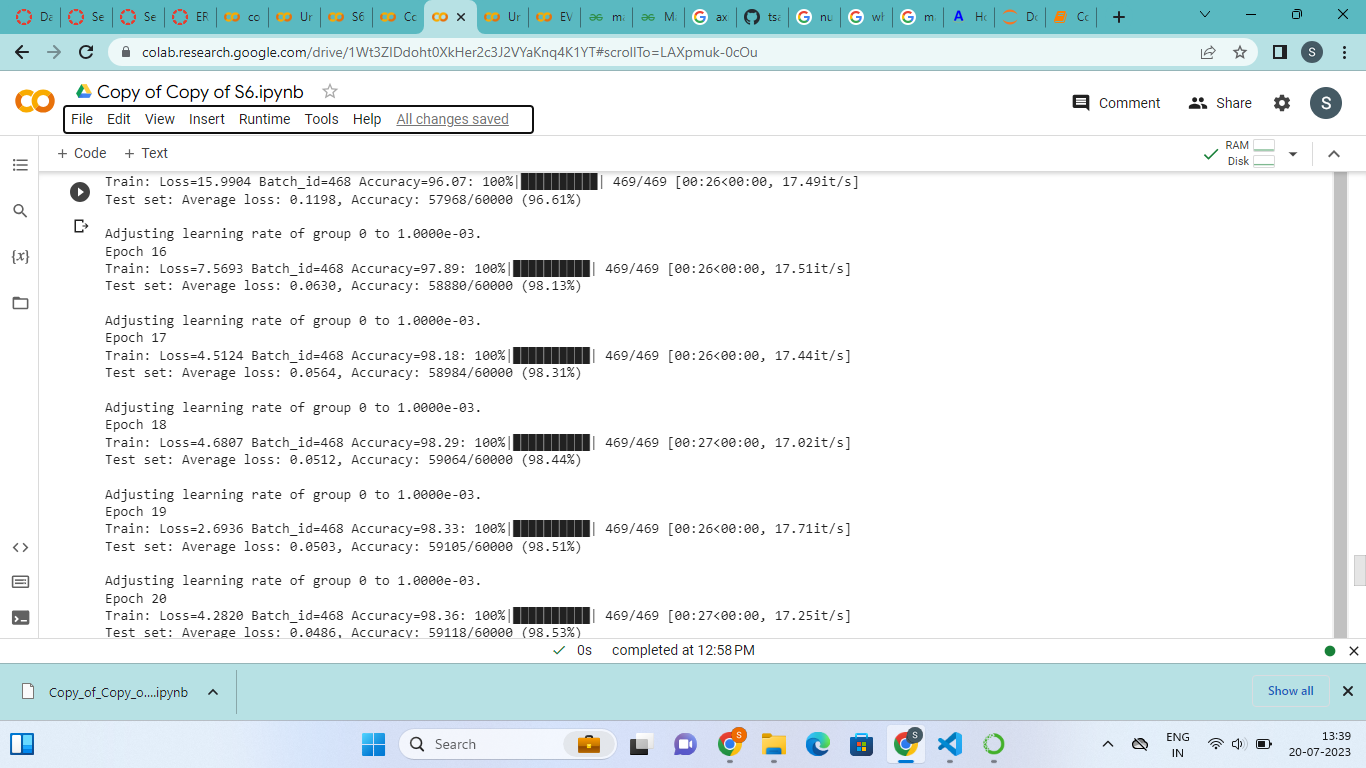 Da
Se
Se
ER
co
Ur
S6
Cc
Ur
EV
ma
M
ax
tsa
nu
wh
m
Ho
Do
Co
colab.research.google.com/drive/1Wt3ZIDdoht0XkHer2c3J2VYaKnq4K1YT#scrollTo=LAXpmuk-0cOu
S
Copy of Copy of S6.ipynb
Comment Share S
File Edit View Insert Runtime Tools Help All changes saved
+ Code + Text
RAM
Disk
Train: Loss=15.9904 Batch_id=468 Accuracy=96.07: 100%|██████████| 469/469 [00:26<00:00, 17.49it/s]
Test set: Average loss: 0.1198, Accuracy: 57968/60000 (96.61%)
Adjusting learning rate of group 0 to 1.0000e-03.
Epoch 16
Train: Loss=7.5693 Batch_id=468 Accuracy=97.89: 100%|██████████| 469/469 [00:26<00:00, 17.51it/s]
Test set: Average loss: 0.0630, Accuracy: 58880/60000 (98.13%)
Adjusting learning rate of group 0 to 1.0000e-03.
Epoch 17
Train: Loss=4.5124 Batch_id=468 Accuracy=98.18: 100%|██████████| 469/469 [00:26<00:00, 17.44it/s]
Test set: Average loss: 0.0564, Accuracy: 58984/60000 (98.31%)
Adjusting learning rate of group 0 to 1.0000e-03.
Epoch 18
Train: Loss=4.6807 Batch_id=468 Accuracy=98.29: 100%|██████████| 469/469 [00:27<00:00, 17.02it/s]
Test set: Average loss: 0.0512, Accuracy: 59064/60000 (98.44%)
Adjusting learning rate of group 0 to 1.0000e-03.
Epoch 19
Train: Loss=2.6936 Batch_id=468 Accuracy=98.33: 100%|██████████| 469/469 [00:26<00:00, 17.71it/s]
Test set: Average loss: 0.0503, Accuracy: 59105/60000 (98.51%)
Adjusting learning rate of group 0 to 1.0000e-03.
Epoch 20
Train: Loss=4.2820 Batch_id=468 Accuracy=98.36: 100%|██████████| 469/469 [00:27<00:00, 17.25it/s]
Test set: Average loss: 0.0486, Accuracy: 59118/60000 (98.53%)
0s completed at 12:58 PM
Copy_of_Copy_o....ipynb
Show all
Search
S
S
ENG
IN
13:39
20-07-2023